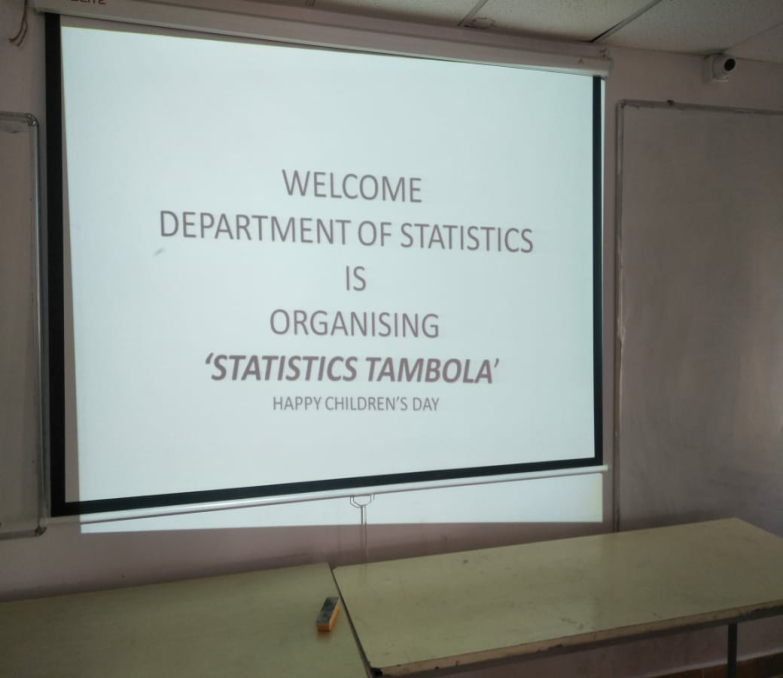 WELCOME
DEPARTMENT OF STATISTICS
IS
ORGANISING
‘STATISTICS TAMBOLA’
HAPPY CHILDREN’S DAY